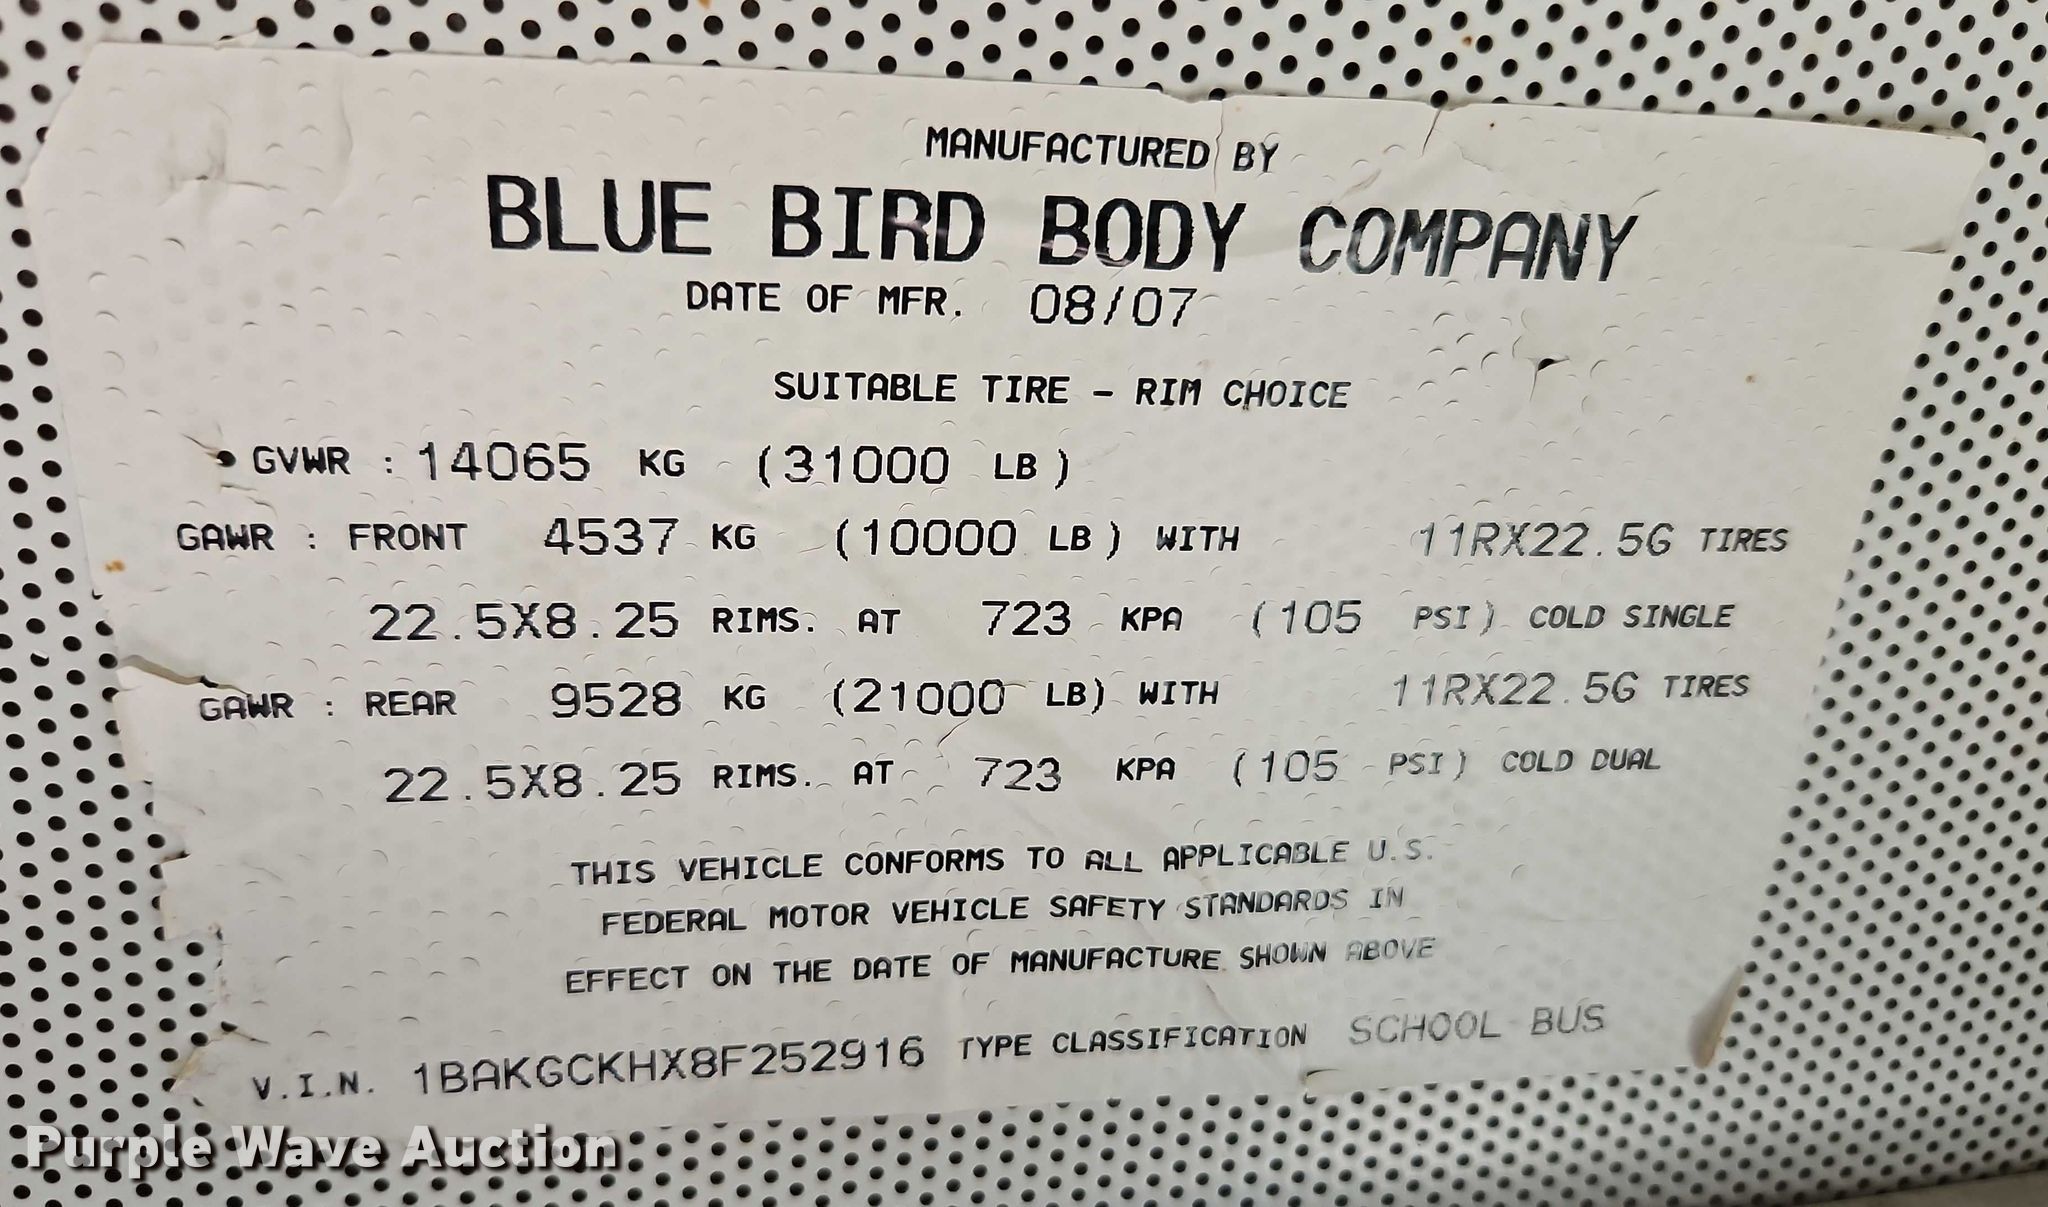 MANUFACTURED BY
BLUE BIRD BODY COMPANY
DATE OF MFR. 08/07
SUITABLE TIRE - RIM CHOICE
GVWR : 14065 KG (31000 LB)
GAWR : FRONT 4537 KG (10000 LB) WITH 11RX22.5G TIRES
22.5X8.25 RIMS. AT 723 KPA (105 PSI) COLD SINGLE
GAWR : REAR 9528 KG (21000 LB) WITH 11RX22.5G TIRES
22.5X8.25 RIMS. AT 723 KPA (105 PSI) COLD DUAL
THIS VEHICLE CONFORMS TO ALL APPLICABLE U.S.
FEDERAL MOTOR VEHICLE SAFETY STANDARDS IN
EFFECT ON THE DATE OF MANUFACTURE SHOWN ABOVE
V.I.N. 1BAKGCKHX8F252916 TYPE CLASSIFICATION SCHOOL BUS
Purple Wave Auction